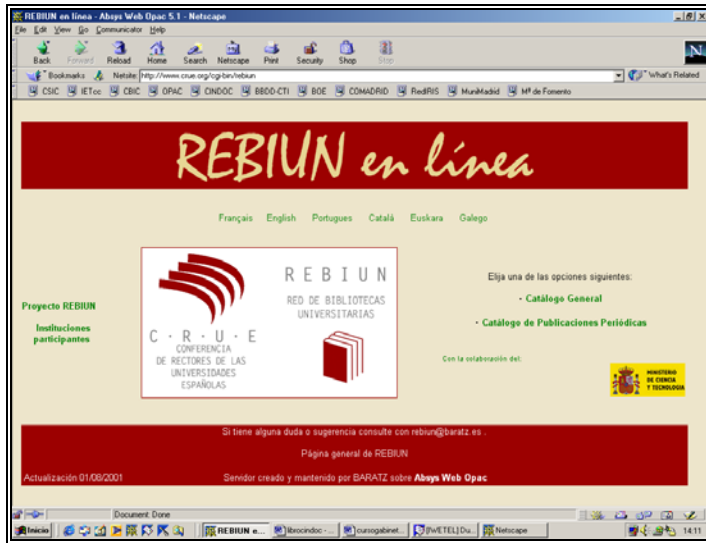 REBIUN en línea - Absys Web Opac 5.1 - Netscape
File Edit View Go Communicator Help
Back Forward Reload Home Search Netscape Print Security Shop Stop
Bookmarks Netsite: http://www.crue.org/cgi-bin/rebiun What's Related
CSIC IETcc CBIC OPAC CINDOC BBDD-CTI BOE COMADRID RedIRIS MuniMadrid Mª de Fomento
REBIUN en línea
Français English Portugues Català Euskara Galego
Proyecto REBIUN
Instituciones
participantes
C · R · U · E
CONFERENCIA
DE RECTORES DE LAS
UNIVERSIDADES
ESPAÑOLAS
REBIUN
RED DE BIBLIOTECAS
UNIVERSITARIAS
Elija una de las opciones siguientes:
· Catálogo General
· Catálogo de Publicaciones Periódicas
Con la colaboración del:
MINISTERIO
DE CIENCIA
Y TECNOLOGIA
Si tiene alguna duda o sugerencia consulte con rebiun@baratz.es .
Página general de REBIUN
Actualización 01/08/2001 Servidor creado y mantenido por BARATZ sobre Absys Web Opac
Document: Done
Inicio REBIUN e... librocindoc - ... cursogabinet... [IWETEL] Du... Netscape 14:11